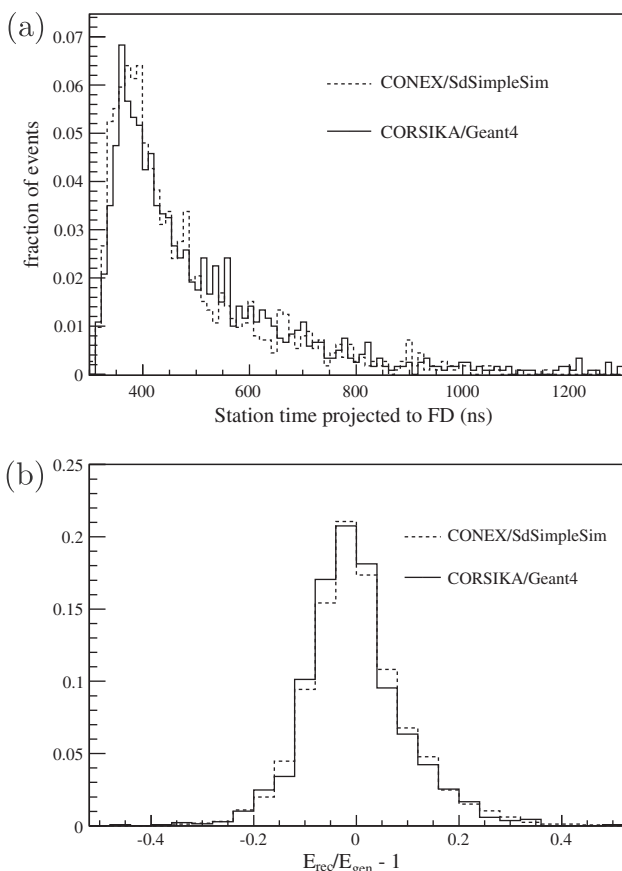 (a)
0.07
0.06
0.05
0.04
0.03
0.02
0.01
0
fraction of events
CONEX/SdSimpleSim
CORSIKA/Geant4
400 600 800 1000 1200
Station time projected to FD (ns)
(b)
0.25
0.2
0.15
0.1
0.05
0
CONEX/SdSimpleSim
CORSIKA/Geant4
-0.4 -0.2 0 0.2 0.4
E_rec/E_gen - 1